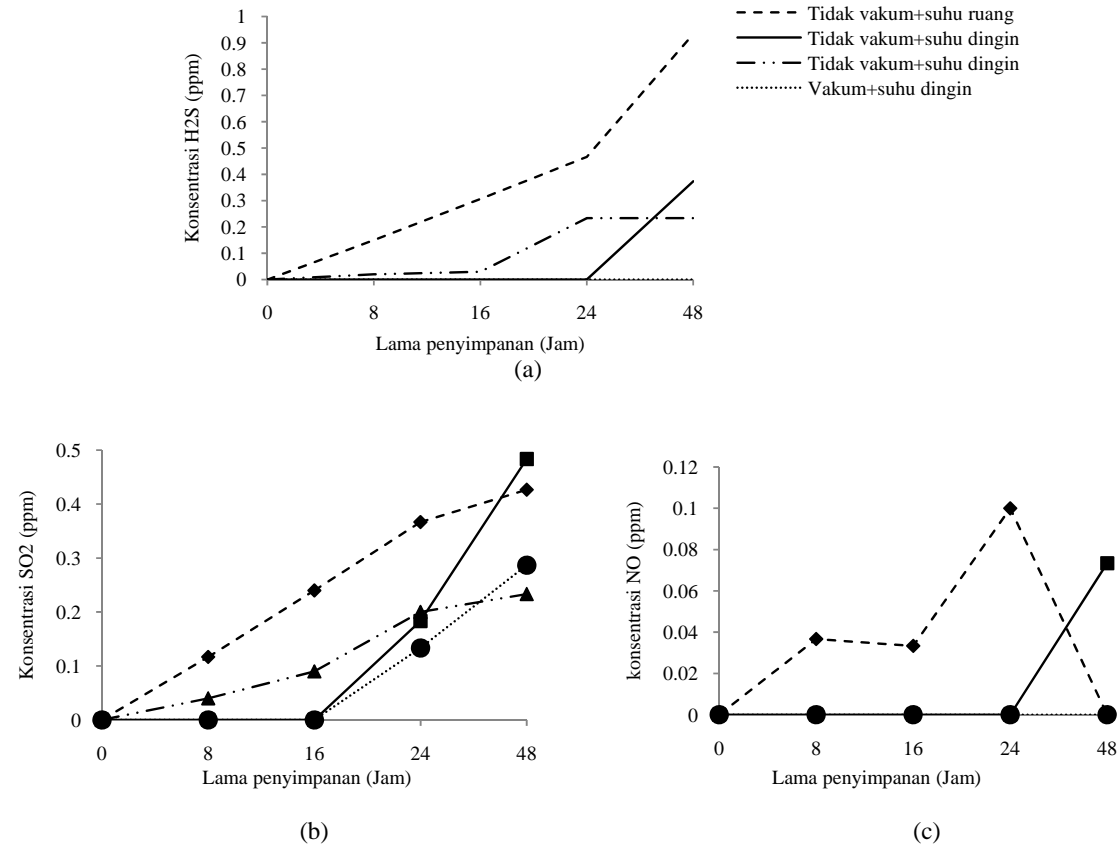 Konsentrasi H2S (ppm)
1
0.9
0.8
0.7
0.6
0.5
0.4
0.3
0.2
0.1
0
0 8 16 24 48
Lama penyimpanan (Jam)
(a)
Tidak vakum+suhu ruang
Tidak vakum+suhu dingin
Tidak vakum+suhu dingin
Vakum+suhu dingin
Konsentrasi SO2 (ppm)
0.5
0.4
0.3
0.2
0.1
0
0 8 16 24 48
Lama penyimpanan (Jam)
(b)
konsentrasi NO (ppm)
0.12
0.1
0.08
0.06
0.04
0.02
0
0 8 16 24 48
Lama penyimpanan (Jam)
(c)